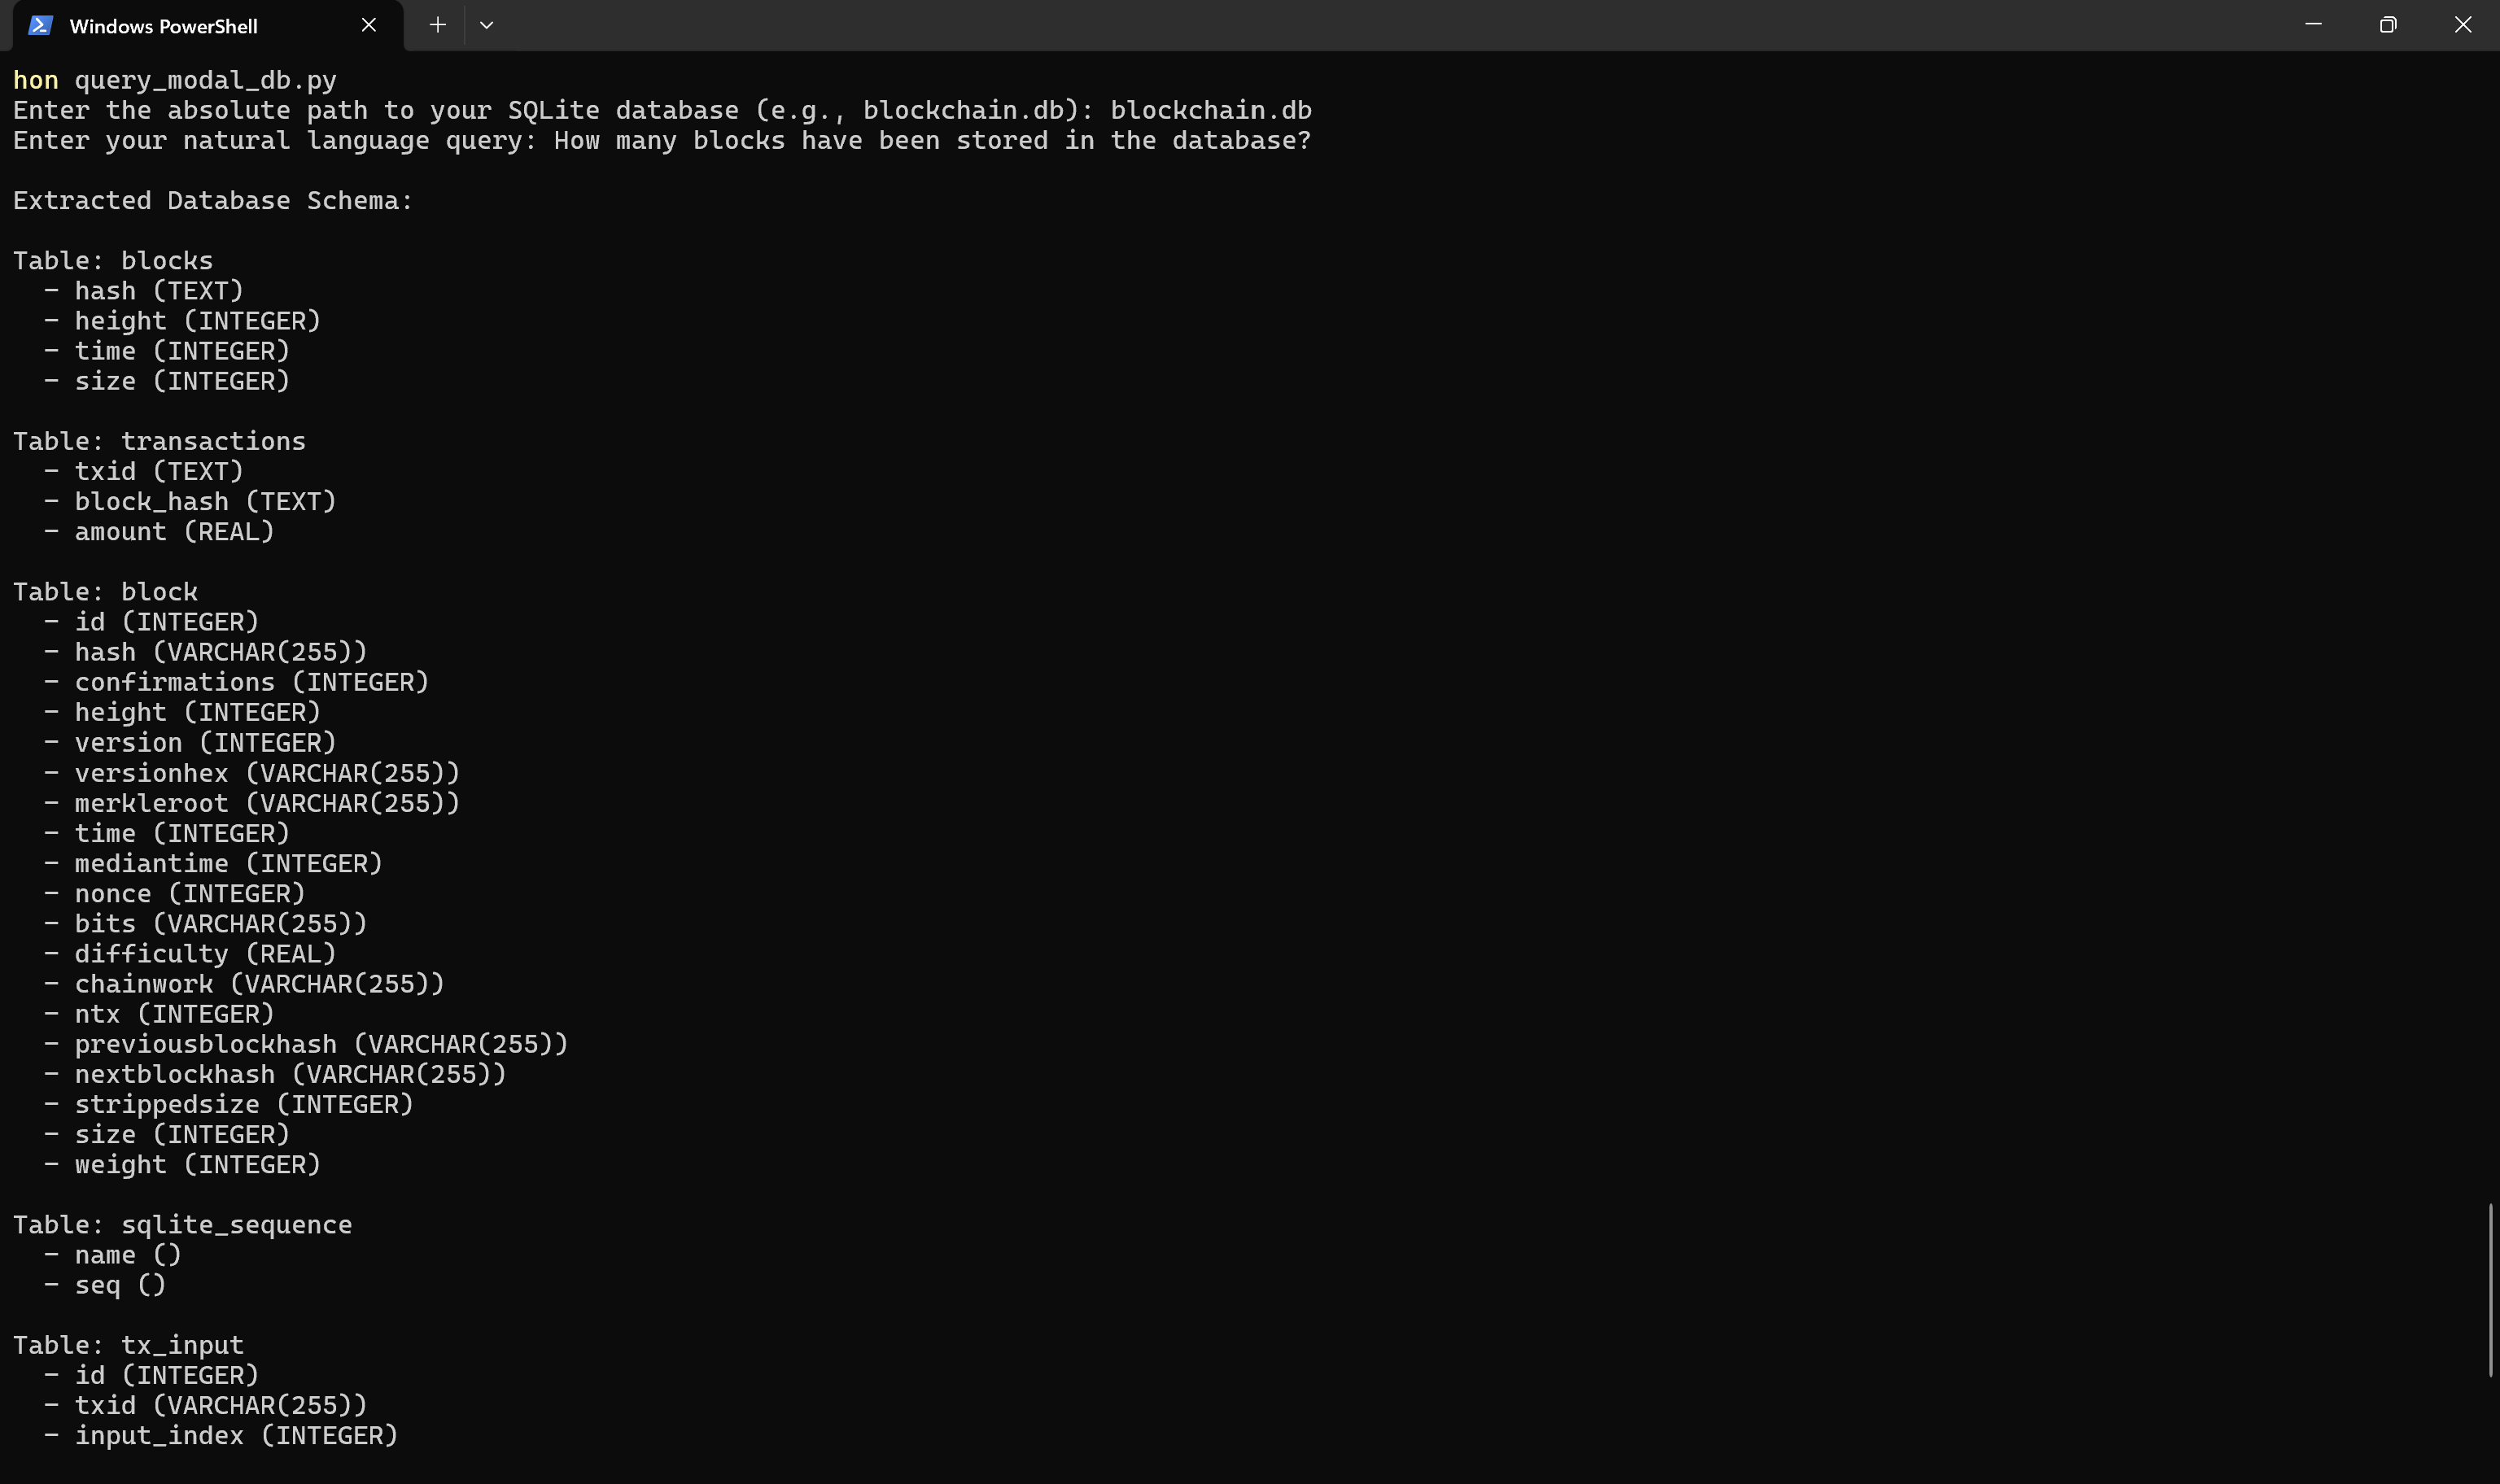 Windows PowerShell
hon query_modal_db.py
Enter the absolute path to your SQLite database (e.g., blockchain.db): blockchain.db
Enter your natural language query: How many blocks have been stored in the database?
Extracted Database Schema:
Table: blocks
- hash (TEXT)
- height (INTEGER)
- time (INTEGER)
- size (INTEGER)
Table: transactions
- txid (TEXT)
- block_hash (TEXT)
- amount (REAL)
Table: block
- id (INTEGER)
- hash (VARCHAR(255))
- confirmations (INTEGER)
- height (INTEGER)
- version (INTEGER)
- versionhex (VARCHAR(255))
- merkleroot (VARCHAR(255))
- time (INTEGER)
- mediantime (INTEGER)
- nonce (INTEGER)
- bits (VARCHAR(255))
- difficulty (REAL)
- chainwork (VARCHAR(255))
- ntx (INTEGER)
- previousblockhash (VARCHAR(255))
- nextblockhash (VARCHAR(255))
- strippedsize (INTEGER)
- size (INTEGER)
- weight (INTEGER)
Table: sqlite_sequence
- name ()
- seq ()
Table: tx_input
- id (INTEGER)
- txid (VARCHAR(255))
- input_index (INTEGER)